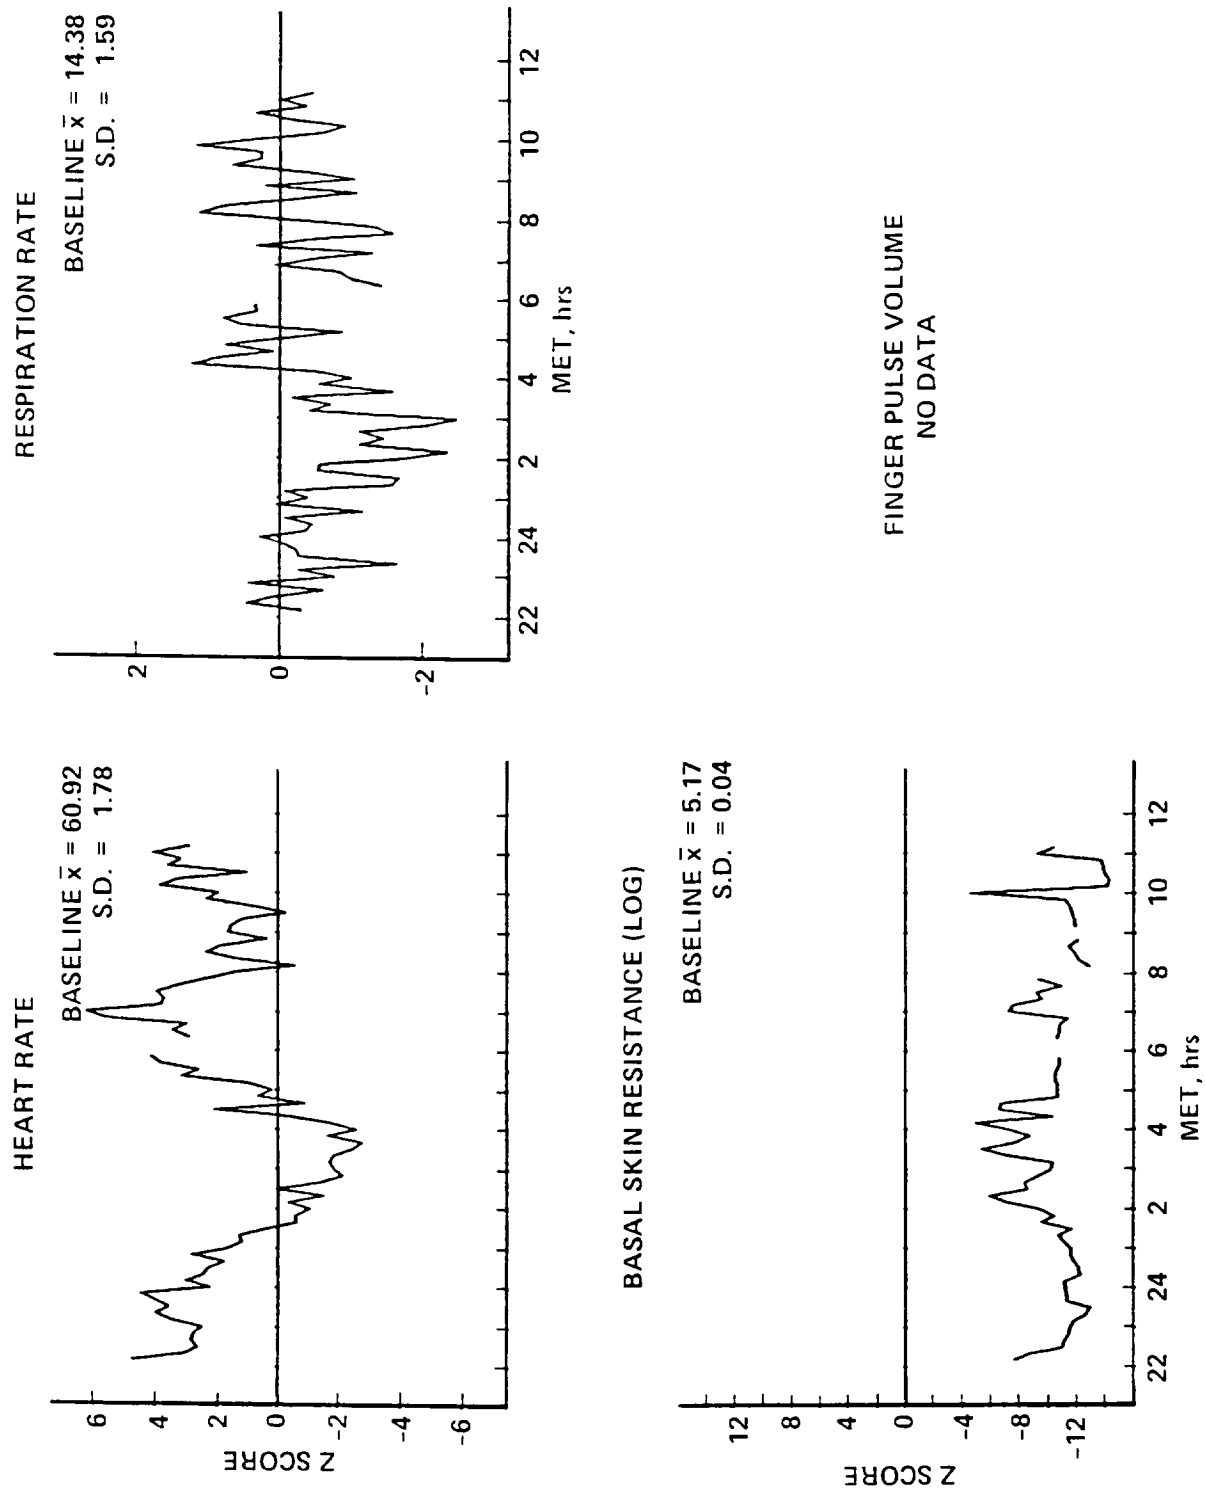 HEART RATE
BASELINE x̄ = 60.92
S.D. = 1.78
6
4
2
0
-2
-4
-6
Z SCORE
RESPIRATION RATE
BASELINE x̄ = 14.38
S.D. = 1.59
2
0
-2
22 24 2 4 6 8 10 12
MET, hrs
BASAL SKIN RESISTANCE (LOG)
BASELINE x̄ = 5.17
S.D. = 0.04
12
8
4
0
-4
-8
-12
Z SCORE
22 24 2 4 6 8 10 12
MET, hrs
FINGER PULSE VOLUME
NO DATA